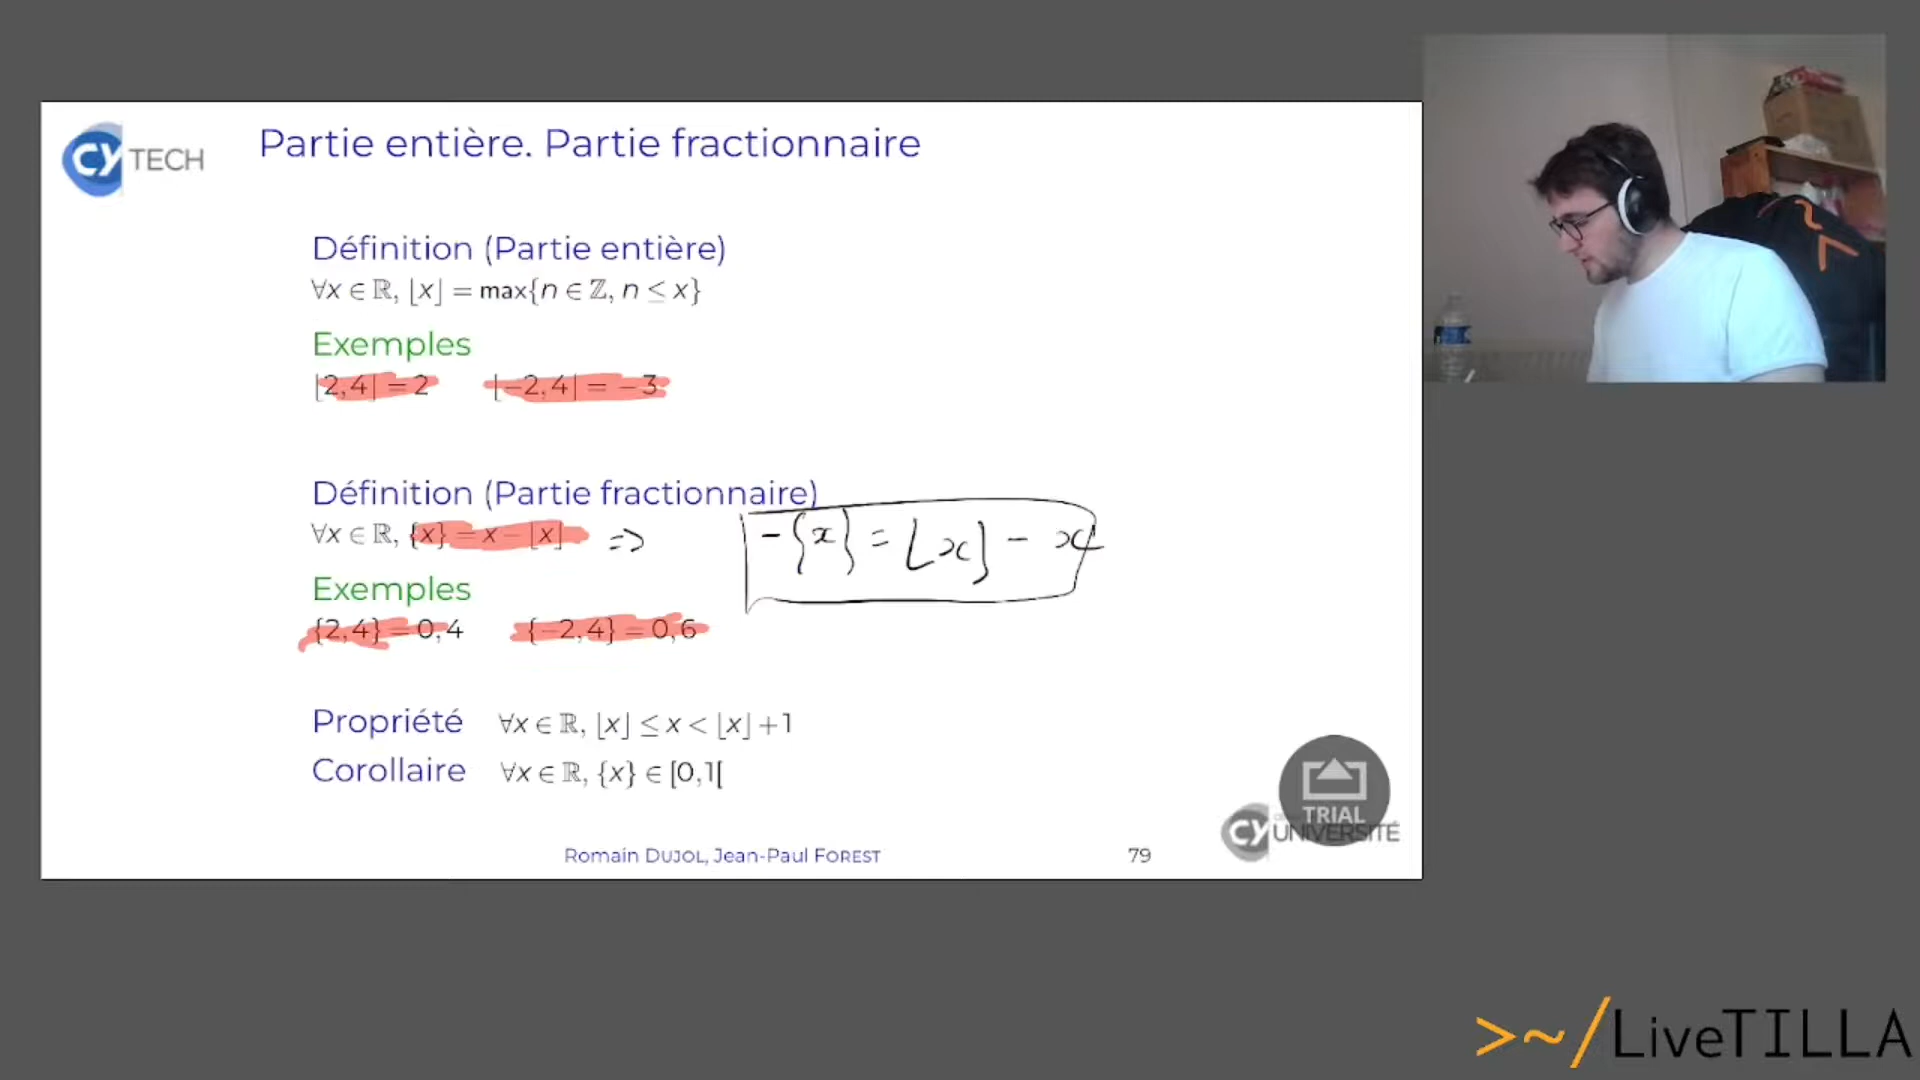 CY TECH
Partie entière. Partie fractionnaire
Définition (Partie entière)
∀x ∈ ℝ, ⌊x⌋ = max{n ∈ ℤ, n ≤ x}
Exemples
⌊2,4⌋ = 2 ⌊−2,4⌋ = −3
Définition (Partie fractionnaire)
∀x ∈ ℝ, {x} = x − ⌊x⌋ => -{x} = ⌊x⌋ - x
Exemples
{2,4} = 0,4 {−2,4} = 0,6
Propriété ∀x ∈ ℝ, ⌊x⌋ ≤ x < ⌊x⌋ + 1
Corollaire ∀x ∈ ℝ, {x} ∈ [0,1[
TRIAL
CY UNIVERSITÉ
Romain DUJOL, Jean-Paul FOREST 79
>~/LiveTILLA